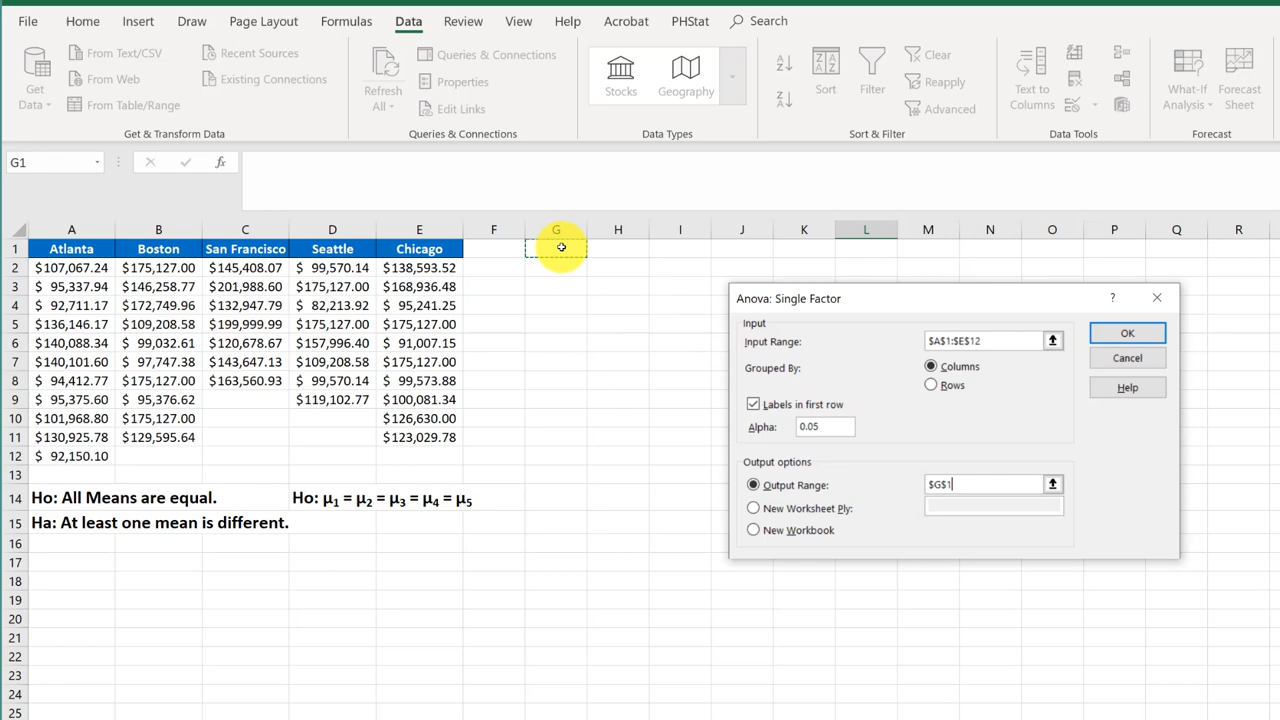 File Home Insert Draw Page Layout Formulas Data Review View Help Acrobat PHStat Search
Get Data
From Text/CSV
From Web
From Table/Range
Recent Sources
Existing Connections
Get & Transform Data
Refresh All
Queries & Connections
Properties
Edit Links
Queries & Connections
Stocks
Geography
Data Types
A Z
Z A
Sort
Filter
Clear
Reapply
Advanced
Sort & Filter
Text to Columns
Data Tools
What-If Analysis
Forecast Sheet
Forecast
G1 fx
A B C D E F G H I J K L M N O P Q R
1 Atlanta Boston San Francisco Seattle Chicago
2 $107,067.24 $175,127.00 $145,408.07 $ 99,570.14 $138,593.52
3 $ 95,337.94 $146,258.77 $201,988.60 $175,127.00 $168,936.48
4 $ 92,711.17 $172,749.96 $132,947.79 $ 82,213.92 $ 95,241.25
5 $136,146.17 $109,208.58 $199,999.99 $175,127.00 $175,127.00
6 $140,088.34 $ 99,032.61 $120,678.67 $157,996.40 $ 91,007.15
7 $140,101.60 $ 97,747.38 $143,647.13 $109,208.58 $175,127.00
8 $ 94,412.77 $175,127.00 $163,560.93 $ 99,570.14 $ 99,573.88
9 $ 95,375.60 $ 95,376.62 $119,102.77 $100,081.34
10 $101,968.80 $175,127.00 $126,630.00
11 $130,925.78 $129,595.64 $123,029.78
12 $ 92,150.10
13
14 Ho: All Means are equal. Ho: μ1 = μ2 = μ3 = μ4 = μ5
15 Ha: At least one mean is different.
16
17
18
19
20
21
22
23
24
25
Anova: Single Factor ? ×
Input
Input Range: $A$1:$E$12
Grouped By: Columns
Rows
Labels in first row
Alpha: 0.05
OK
Cancel
Help
Output options
Output Range: $G$1
New Worksheet Ply:
New Workbook